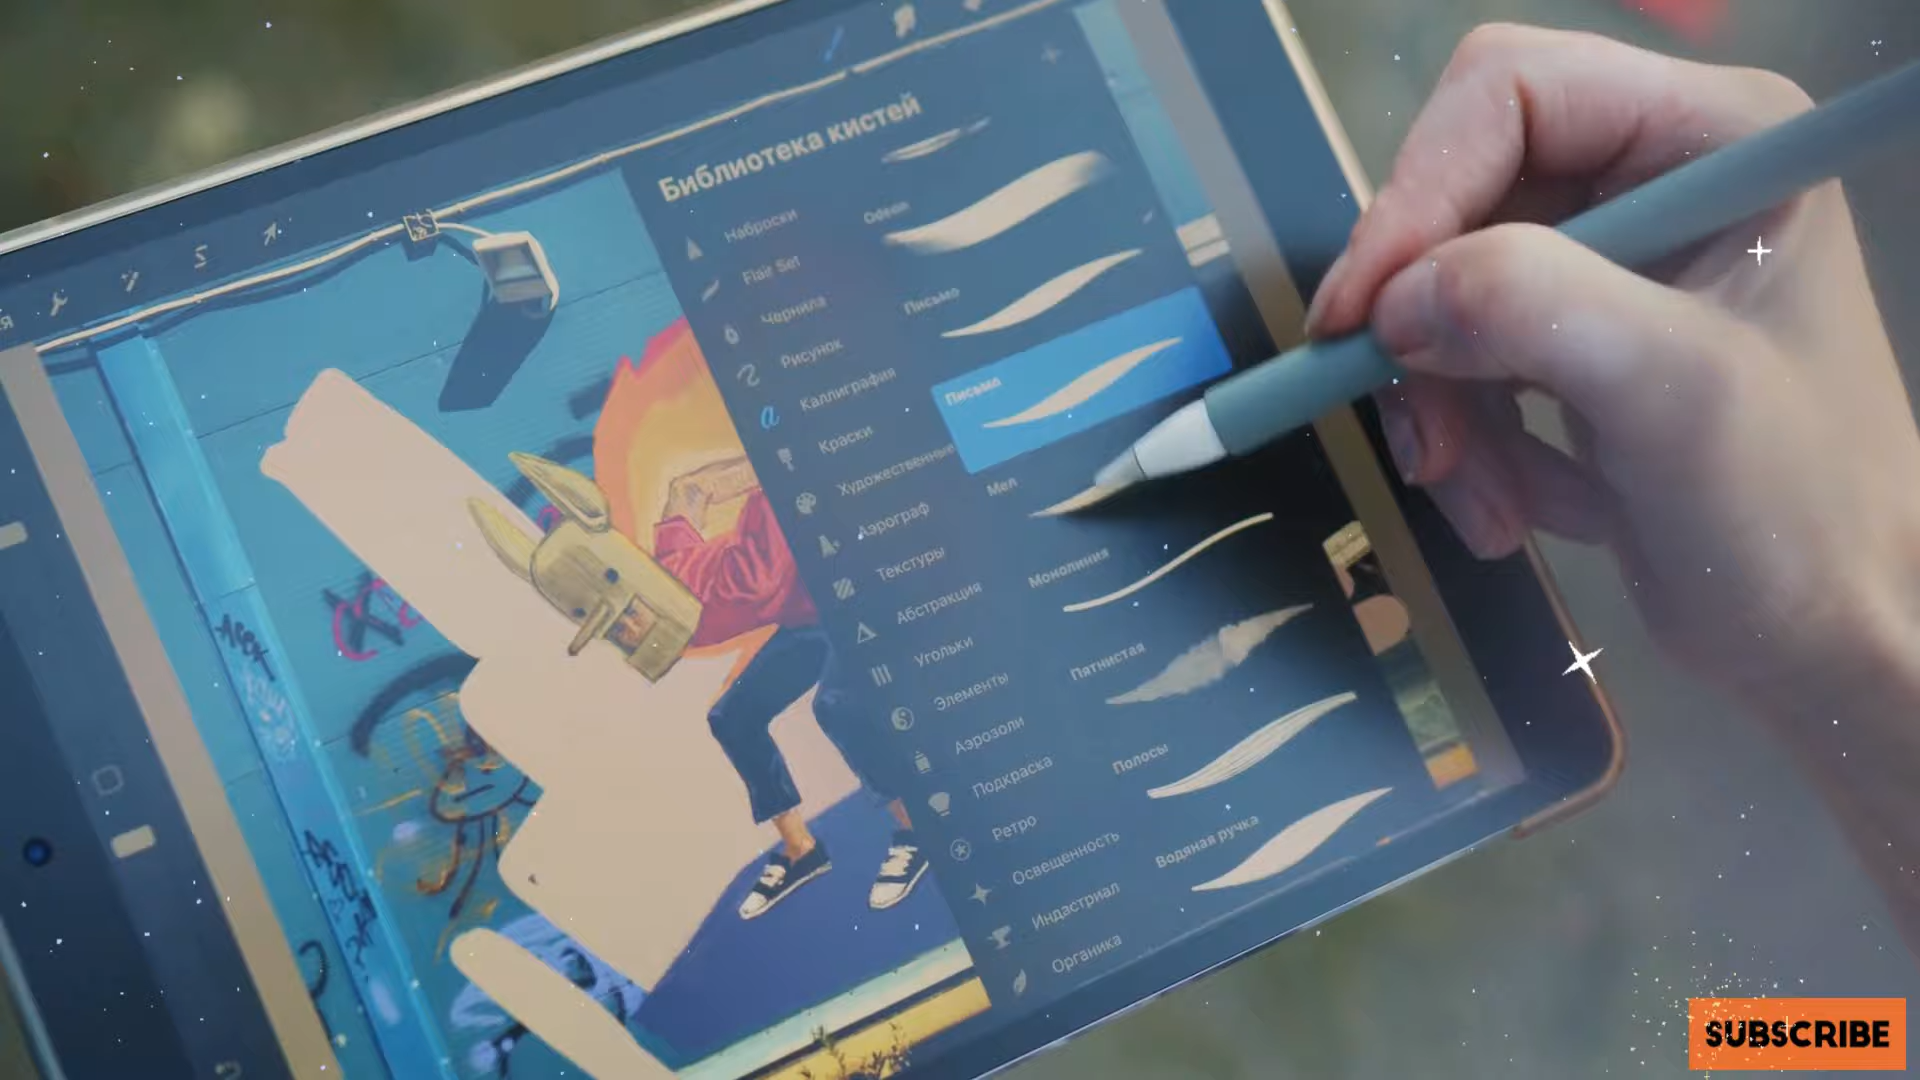 Библиотека кистей
Наброски
Flair Set
Чернила
Рисунок
Каллиграфия
Краски
Художественные
Аэрограф
Текстуры
Абстракция
Угольки
Элементы
Аэрозоли
Подкраска
Ретро
Освещенность
Индастриал
Органика
Письмо
Письмо
Мел
Монолиния
Пятнистая
Полосы
Водяная ручка
SUBSCRIBE